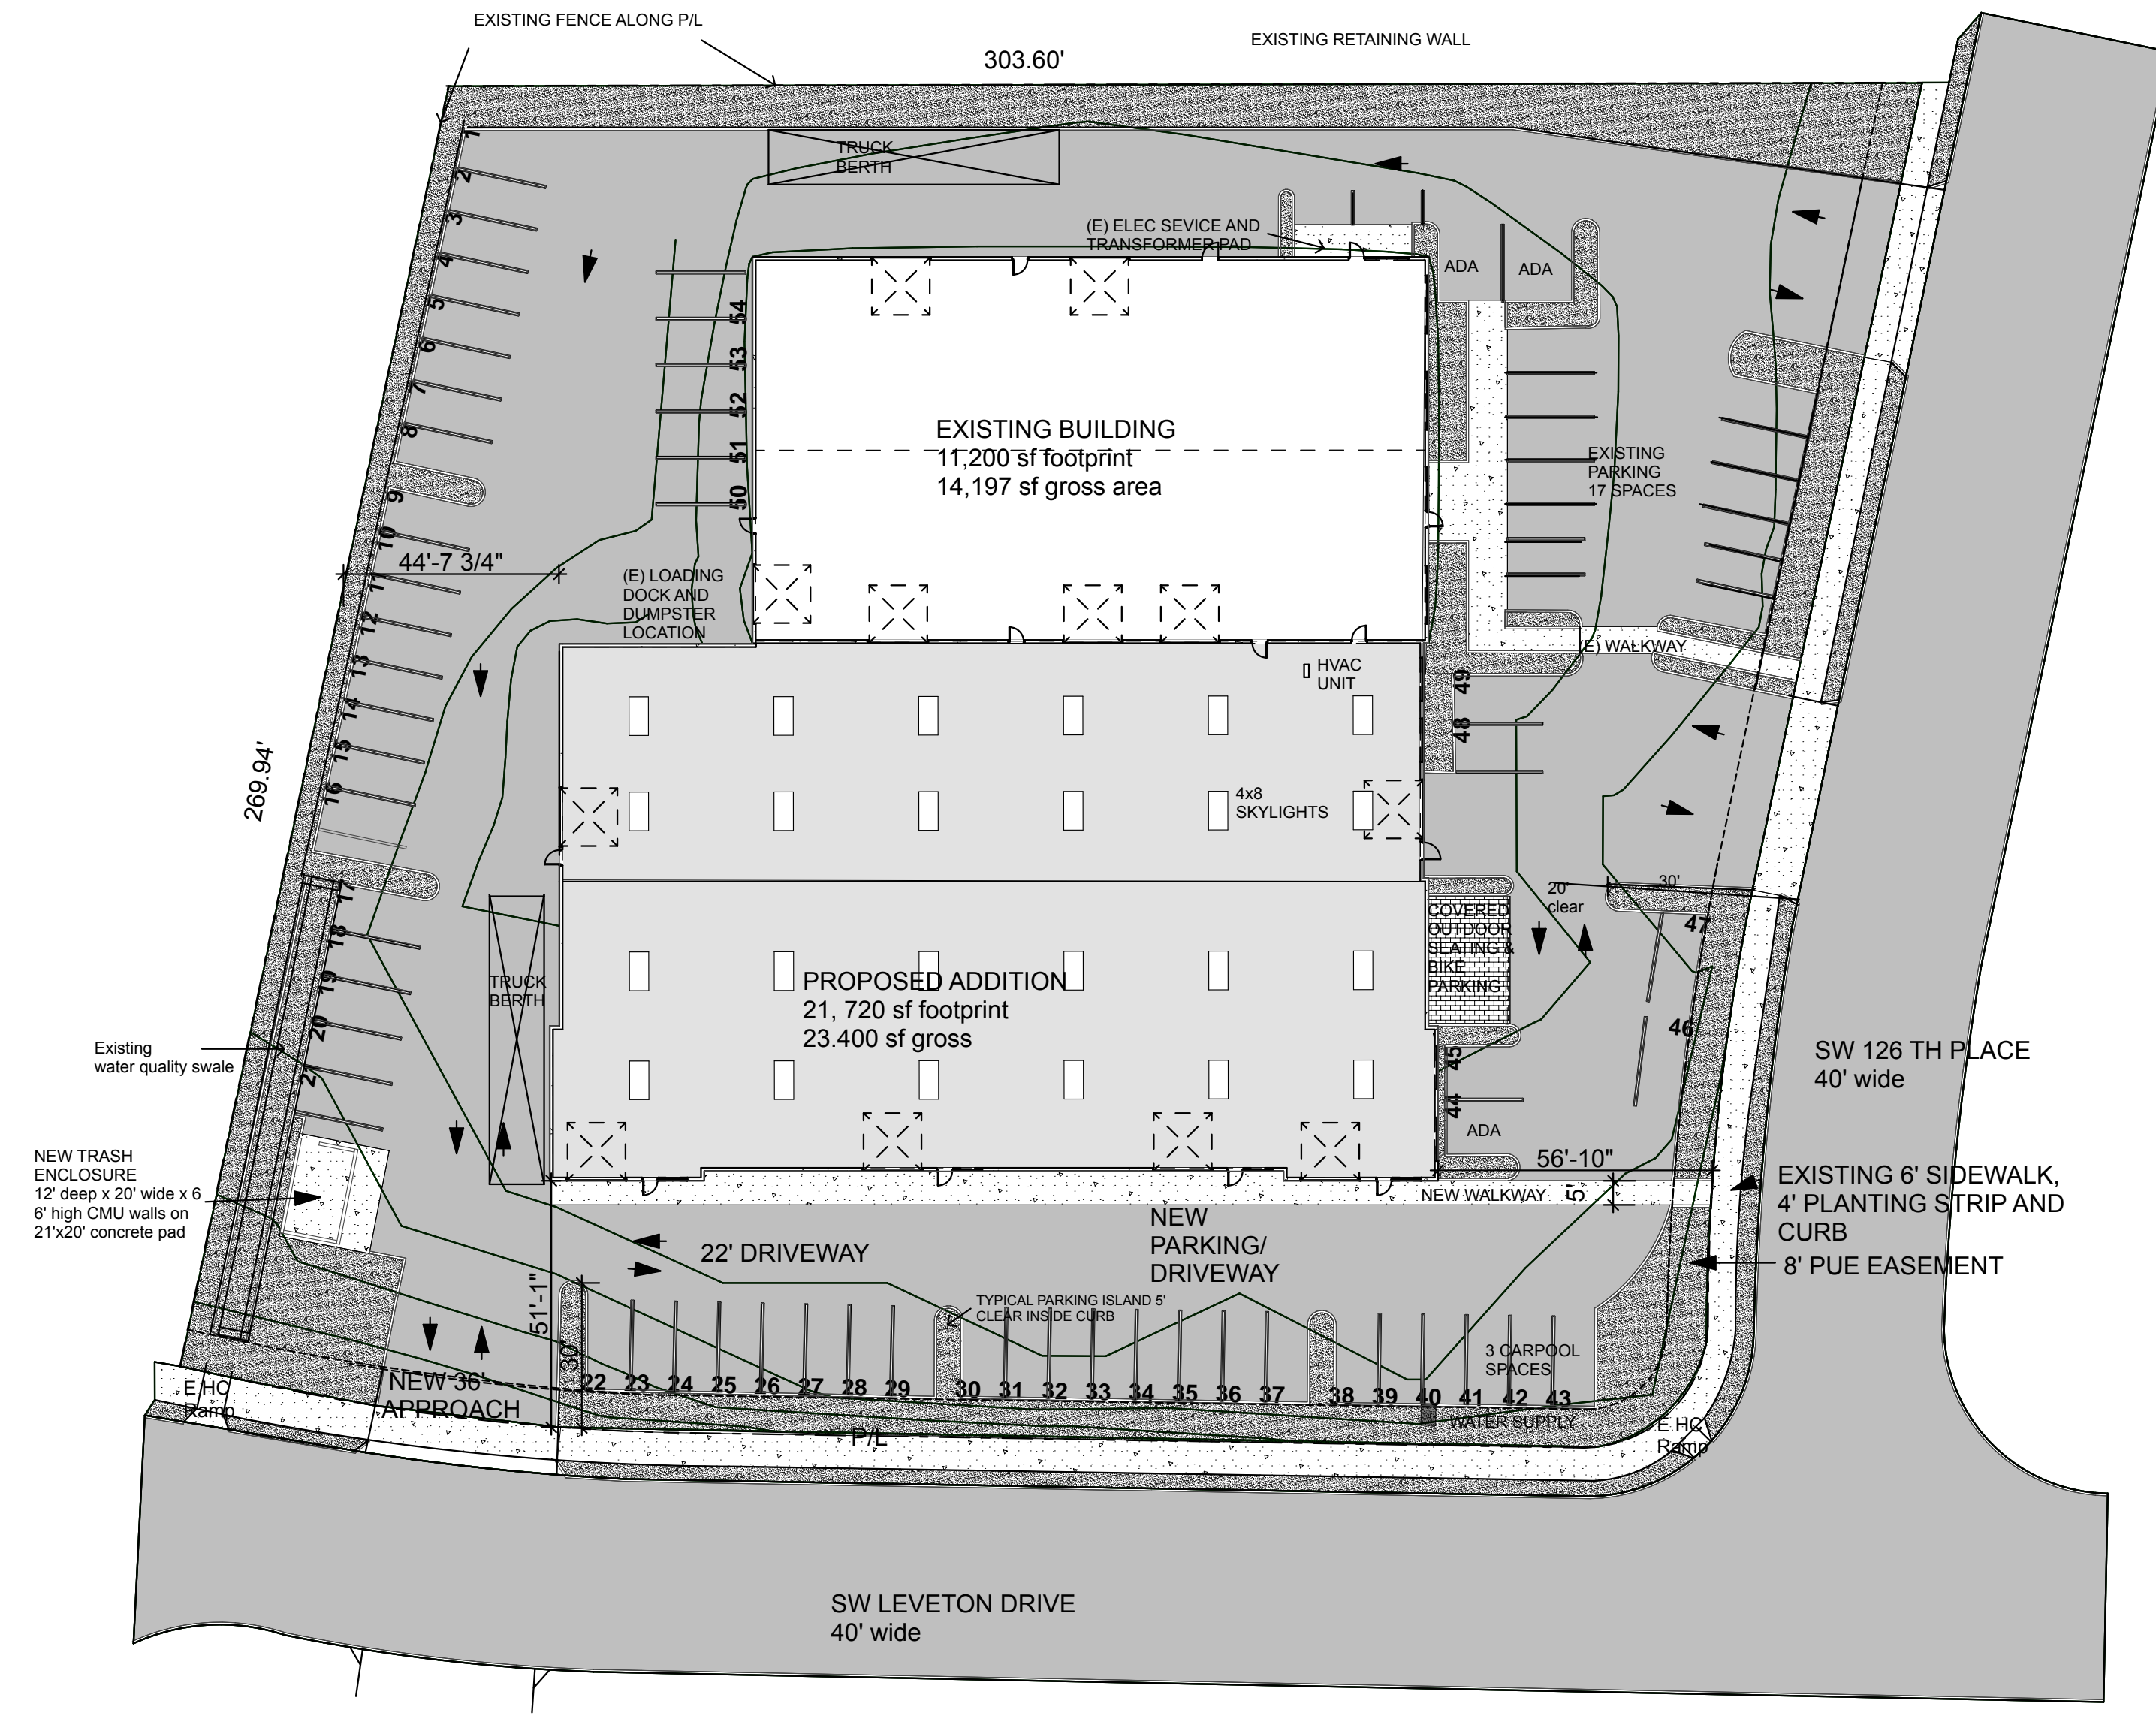 EXISTING FENCE ALONG P/L
EXISTING RETAINING WALL
303.60'
TRUCK
BERTH
(E) ELEC SEVICE AND
TRANSFORMER PAD
ADA
ADA
1
2
3
4
5
6
7
8
9
10
11
12
13
14
15
16
17
18
19
20
2
54
53
52
51
50
EXISTING BUILDING
11,200 sf footprint
14,197 sf gross area
EXISTING
PARKING
17 SPACES
44'-7 3/4"
(E) LOADING
DOCK AND
DUMPSTER
LOCATION
(E) WALKWAY
HVAC
UNIT
49
48
269.94'
4x8
SKYLIGHTS
20'
clear
30'
COVERED
OUTDOOR
SEATING &
BIKE
PARKING
47
46
TRUCK
BERTH
PROPOSED ADDITION
21, 720 sf footprint
23.400 sf gross
45
44
ADA
Existing
water quality swale
SW 126 TH PLACE
40' wide
NEW TRASH
ENCLOSURE
12' deep x 20' wide x 6
6' high CMU walls on
21'x20' concrete pad
56'-10"
NEW WALKWAY
5'
EXISTING 6' SIDEWALK,
4' PLANTING STRIP AND
CURB
8' PUE EASEMENT
NEW
PARKING/
DRIVEWAY
22' DRIVEWAY
51'-1"
30'
TYPICAL PARKING ISLAND 5'
CLEAR INSIDE CURB
3 CARPOOL
SPACES
22 23 24 25 26 27 28 29 30 31 32 33 34 35 36 37 38 39 40 41 42 43
WATER SUPPLY
E HC
Ramp
NEW 36'
APPROACH
P/L
E HC
Ramp
SW LEVETON DRIVE
40' wide